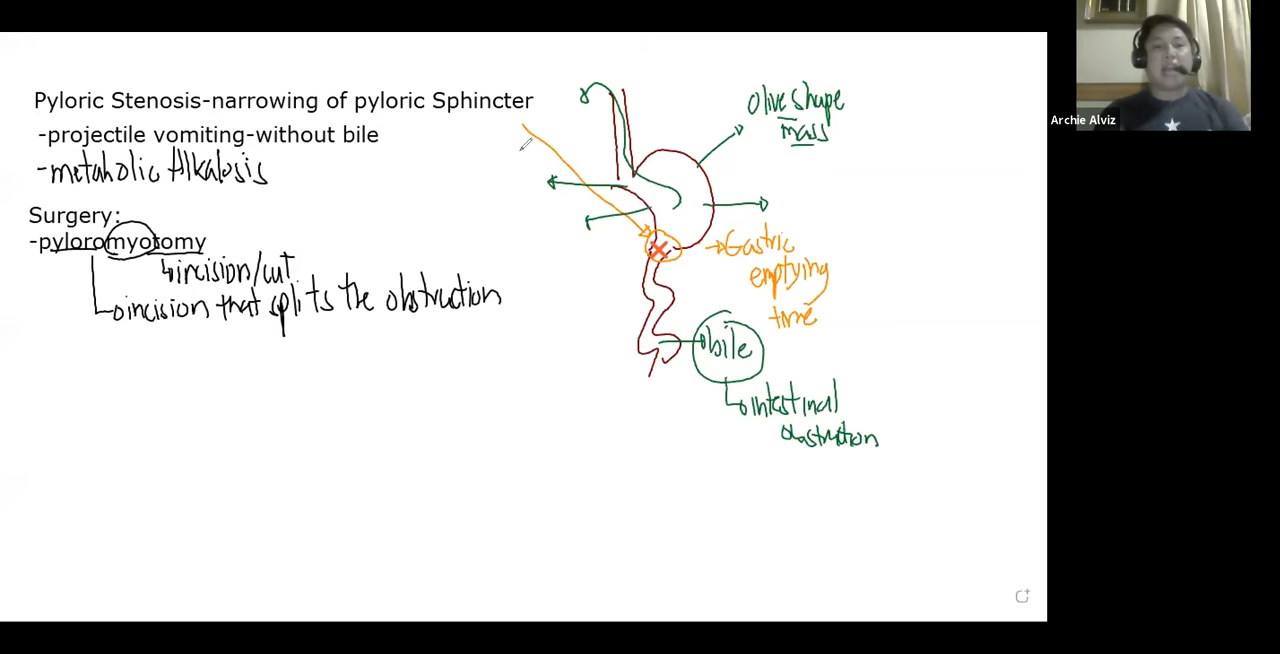 Pyloric Stenosis-narrowing of pyloric Sphincter
-projectile vomiting-without bile
-metabolic Alkalosis
Surgery:
-pyloromyotomy
incision/cut
incision that splits the obstruction
Olive shape
mass
Gastric
emptying
time
bile
intestinal
obstruction
Archie Alviz